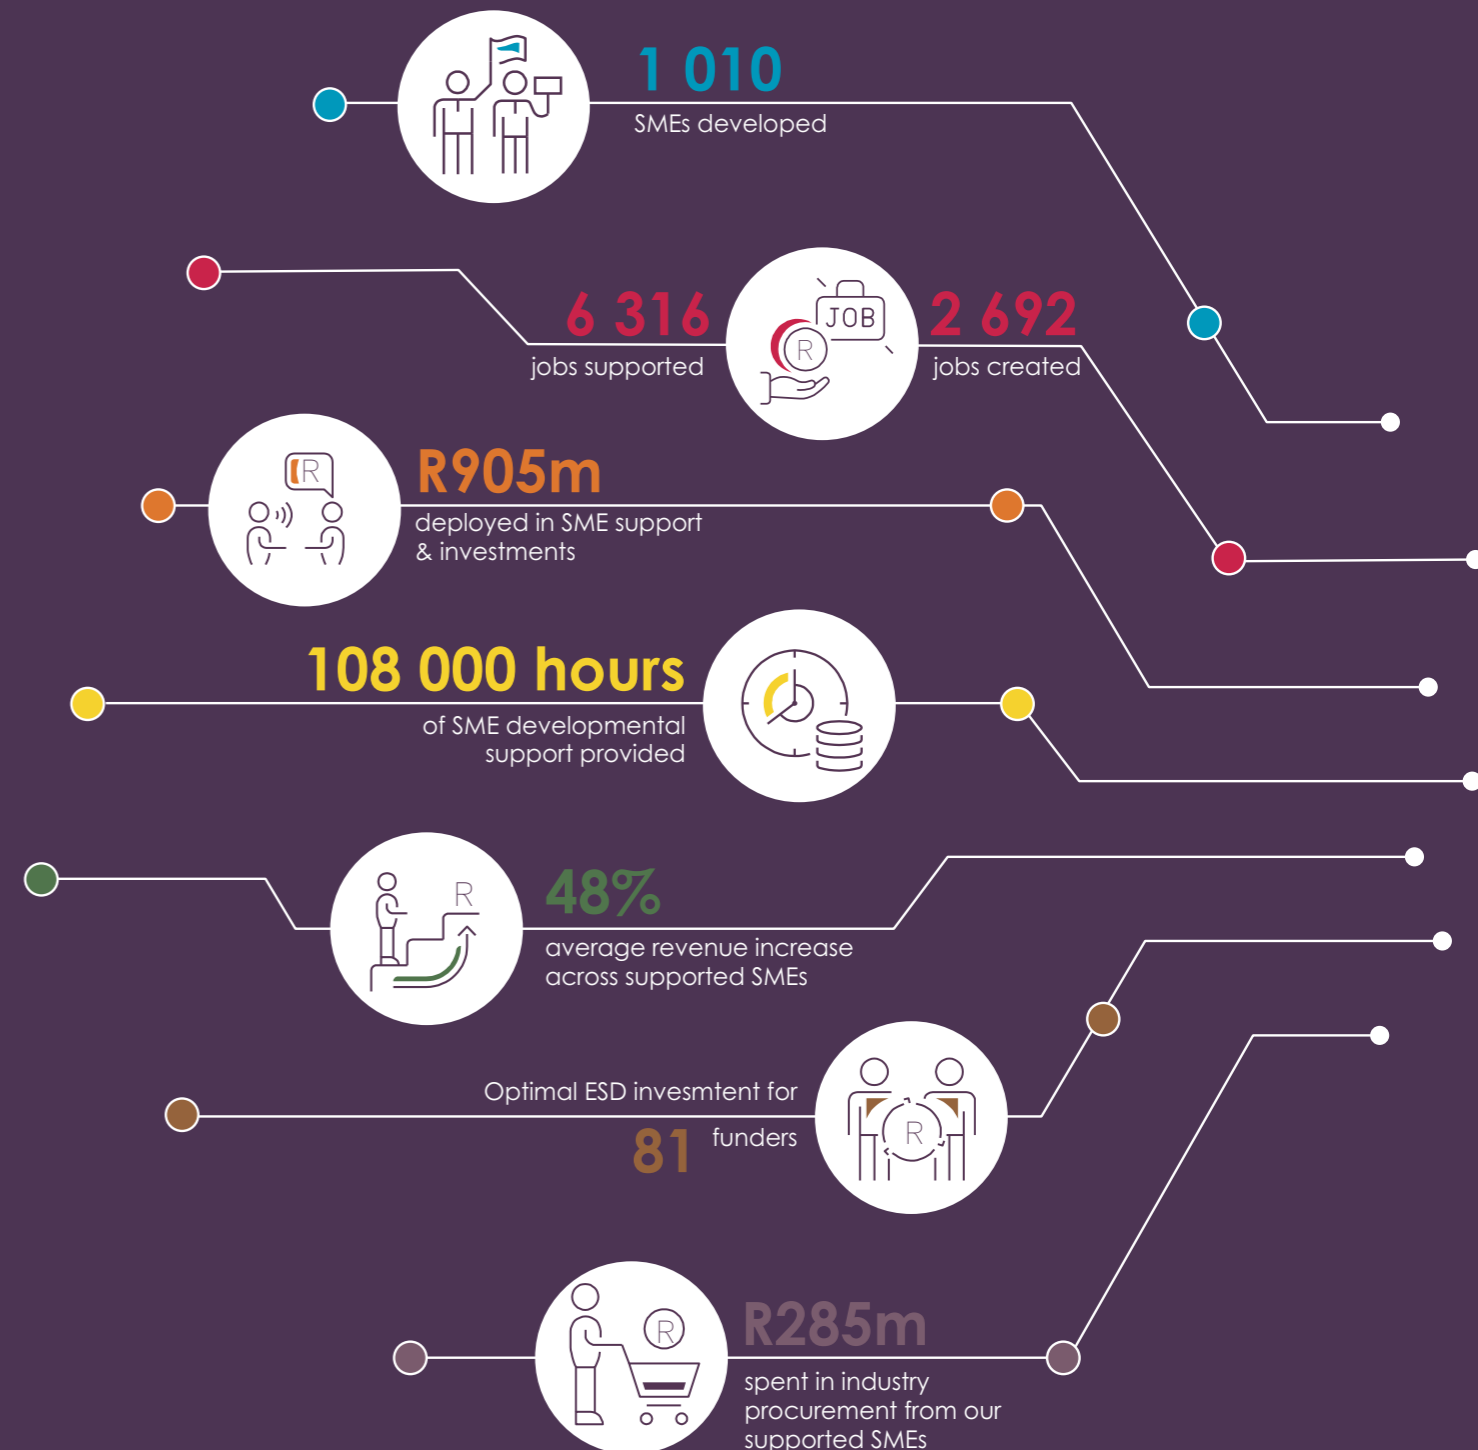 1 010
SMEs developed
6 316
jobs supported
JOB
R
2 692
jobs created
R
R905m
deployed in SME support
& investments
108 000 hours
of SME developmental
support provided
R
48%
average revenue increase
across supported SMEs
Optimal ESD invesmtent for
81 funders
R
R
R285m
spent in industry
procurement from our
supported SMEs